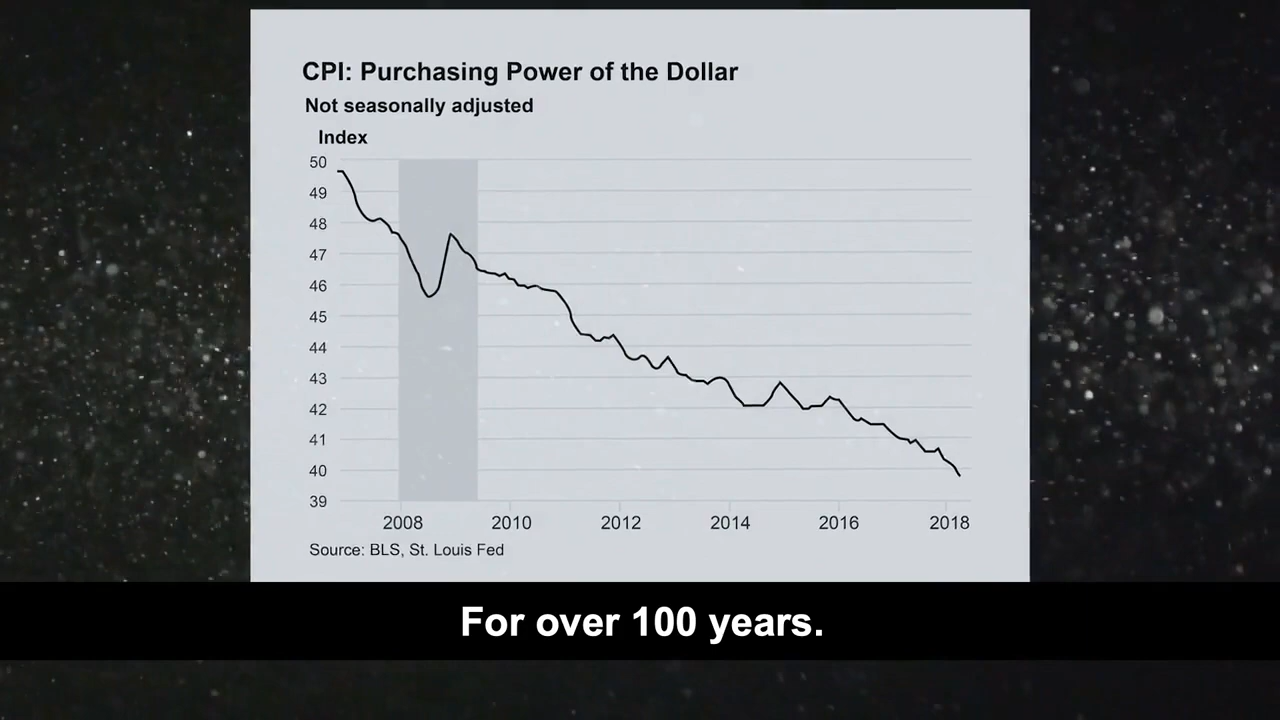 CPI: Purchasing Power of the Dollar
Not seasonally adjusted
Index
50
49
48
47
46
45
44
43
42
41
40
39
2008 2010 2012 2014 2016 2018
Source: BLS, St. Louis Fed
For over 100 years.